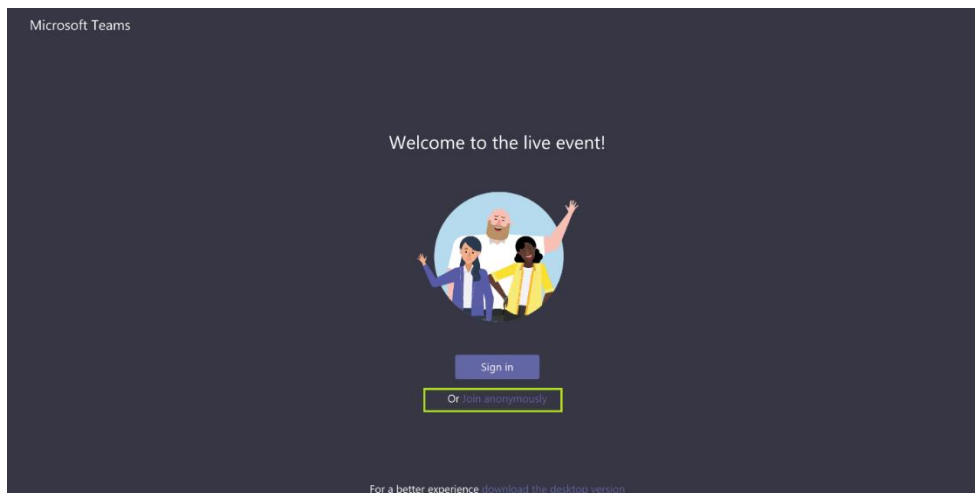 Microsoft Teams
Welcome to the live event!
Sign in
Or Join anonymously
For a better experience download the desktop version